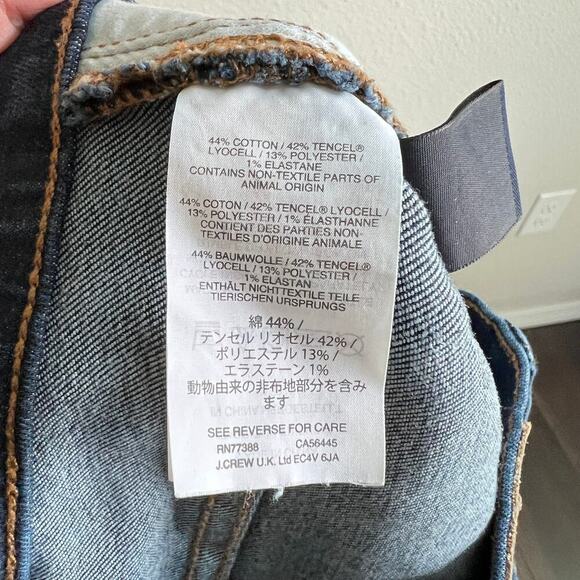 44% COTTON / 42% TENCEL®
LYOCELL / 13% POLYESTER /
1% ELASTANE
CONTAINS NON-TEXTILE PARTS OF
ANIMAL ORIGIN
44% COTON / 42% TENCEL® LYOCELL /
13% POLYESTER / 1% ÉLASTHANNE
CONTIENT DES PARTIES NON-
TEXTILES D'ORIGINE ANIMALE
44% BAUMWOLLE / 42% TENCEL®
LYOCELL / 13% POLYESTER /
1% ELASTAN
ENTHÄLT NICHTTEXTILE TEILE
TIERISCHEN URSPRUNGS
綿 44% /
テンセル リオセル 42% /
ポリエステル 13% /
エラステーン 1%
動物由来の非布地部分を含み
ます
SEE REVERSE FOR CARE
RN77388 CA56445
J.CREW U.K. Ltd EC4V 6JA